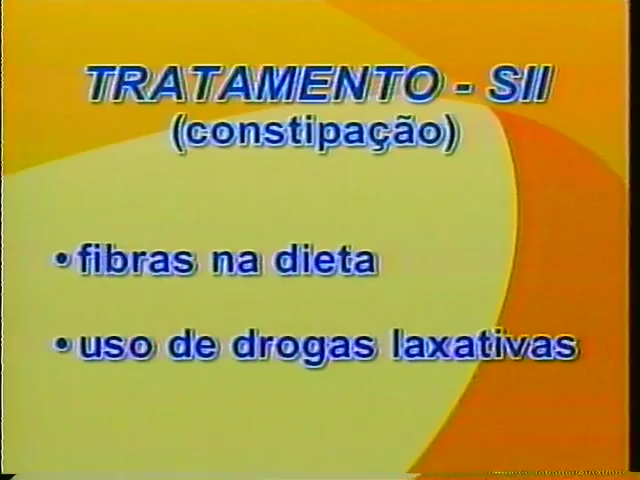 TRATAMENTO - SII
(constipação)
• fibras na dieta
• uso de drogas laxativas